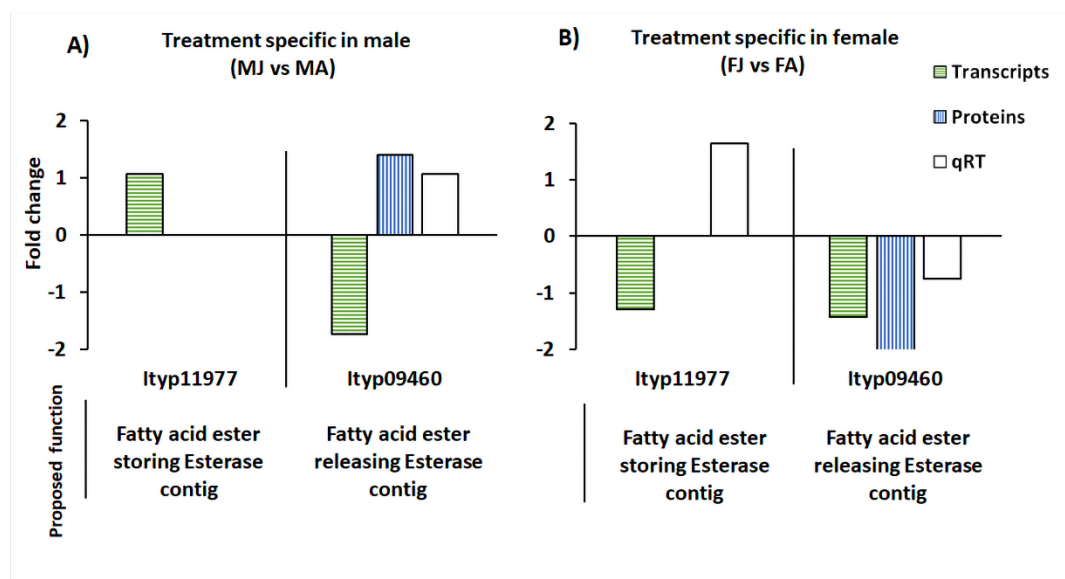 A)
Treatment specific in male
(MJ vs MA)
Fold change
2
1
0
-1
-2
Ityp11977
Ityp09460
Proposed function
Fatty acid ester
storing Esterase
contig
Fatty acid ester
releasing Esterase
contig
B)
Treatment specific in female
(FJ vs FA)
Transcripts
Proteins
qRT
2
1
0
-1
-2
Ityp11977
Ityp09460
Fatty acid ester
storing Esterase
contig
Fatty acid ester
releasing Esterase
contig